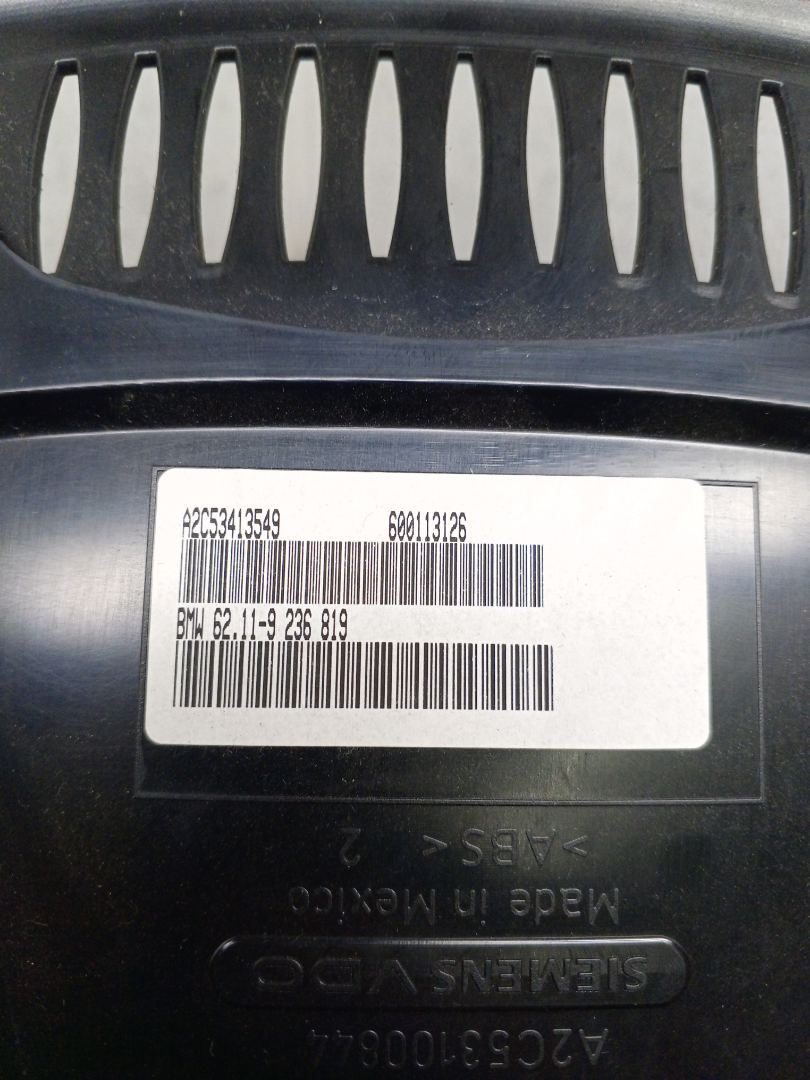 A2C53413549 600113126
BMW 62.11-9 236 819
>ABS< 2
Made in Mexico
SIEMENS VDO
A2C53100844